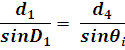 d₁/sinD₁ = d₄/sinθᵢ